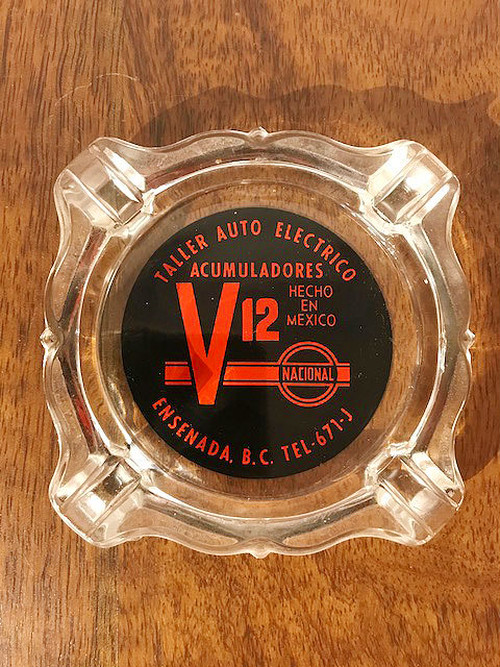 TALLER AUTO ELECTRICO
ACUMULADORES
V12
HECHO
EN
MEXICO
NACIONAL
ENSENADA, B.C. TEL-671-J